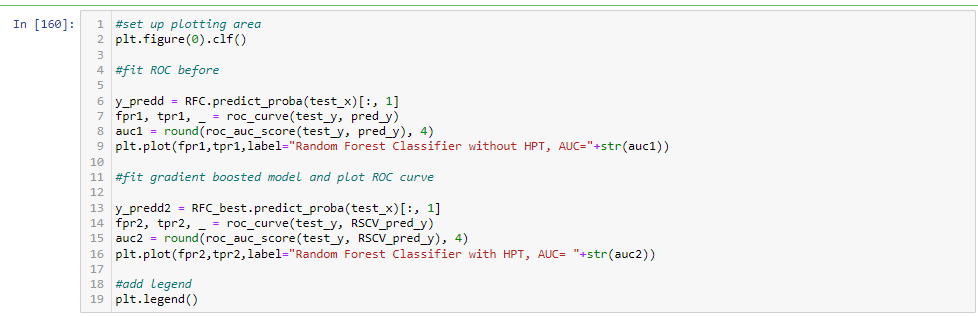 In [160]:
1 #set up plotting area
2 plt.figure(0).clf()
3
4 #fit ROC before
5
6 y_predd = RFC.predict_proba(test_x)[:, 1]
7 fpr1, tpr1, _ = roc_curve(test_y, pred_y)
8 auc1 = round(roc_auc_score(test_y, pred_y), 4)
9 plt.plot(fpr1,tpr1,label="Random Forest Classifier without HPT, AUC="+str(auc1))
10
11 #fit gradient boosted model and plot ROC curve
12
13 y_predd2 = RFC_best.predict_proba(test_x)[:, 1]
14 fpr2, tpr2, _ = roc_curve(test_y, RSCV_pred_y)
15 auc2 = round(roc_auc_score(test_y, RSCV_pred_y), 4)
16 plt.plot(fpr2,tpr2,label="Random Forest Classifier with HPT, AUC= "+str(auc2))
17
18 #add legend
19 plt.legend()